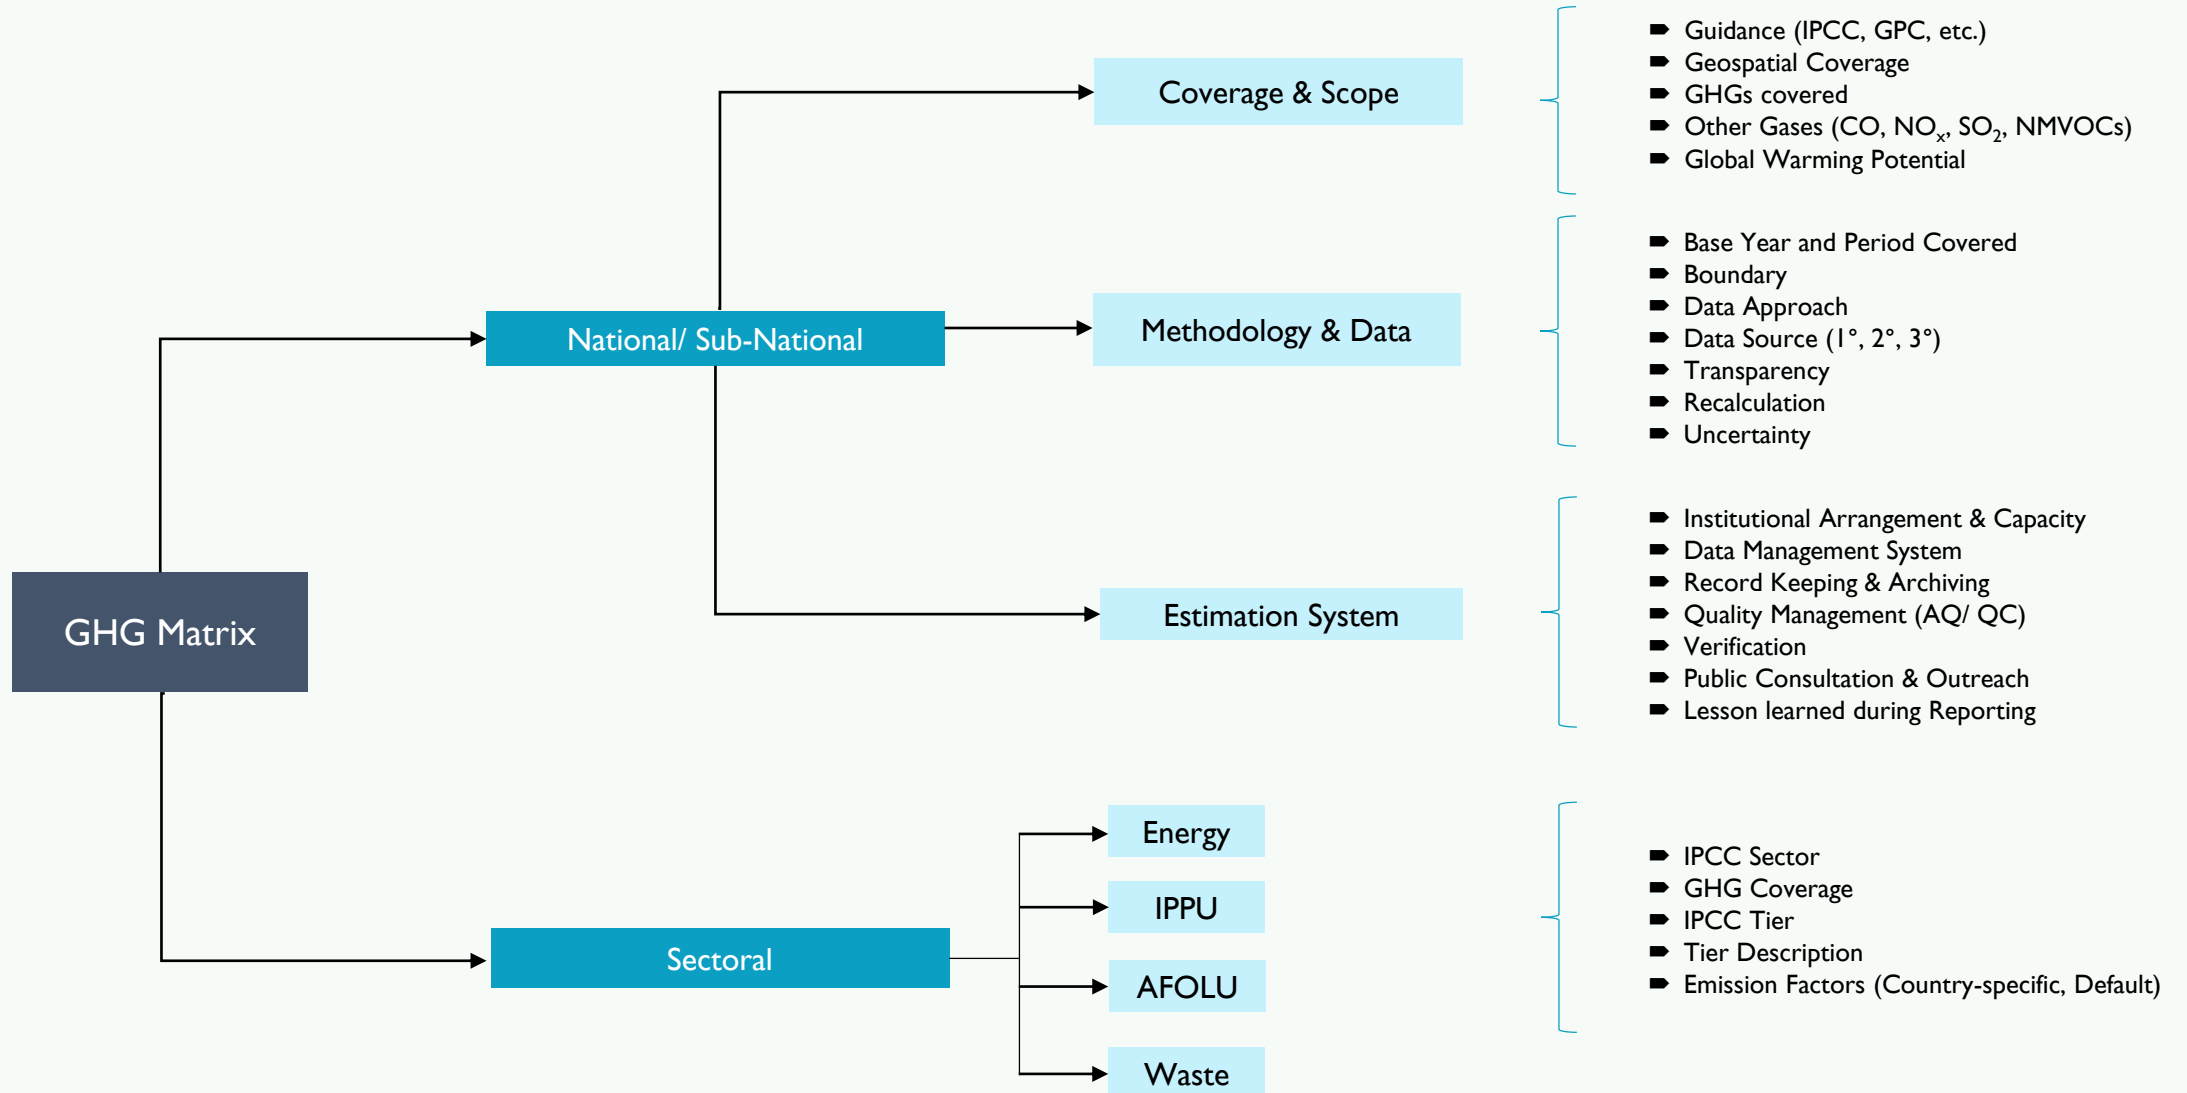 GHG Matrix
National/ Sub-National
Coverage & Scope
Guidance (IPCC, GPC, etc.)
Geospatial Coverage
GHGs covered
Other Gases (CO, NOx, SO2, NMVOCs)
Global Warming Potential
Methodology & Data
Base Year and Period Covered
Boundary
Data Approach
Data Source (1°, 2°, 3°)
Transparency
Recalculation
Uncertainty
Estimation System
Institutional Arrangement & Capacity
Data Management System
Record Keeping & Archiving
Quality Management (AQ/ QC)
Verification
Public Consultation & Outreach
Lesson learned during Reporting
Sectoral
Energy
IPPU
AFOLU
Waste
IPCC Sector
GHG Coverage
IPCC Tier
Tier Description
Emission Factors (Country-specific, Default)